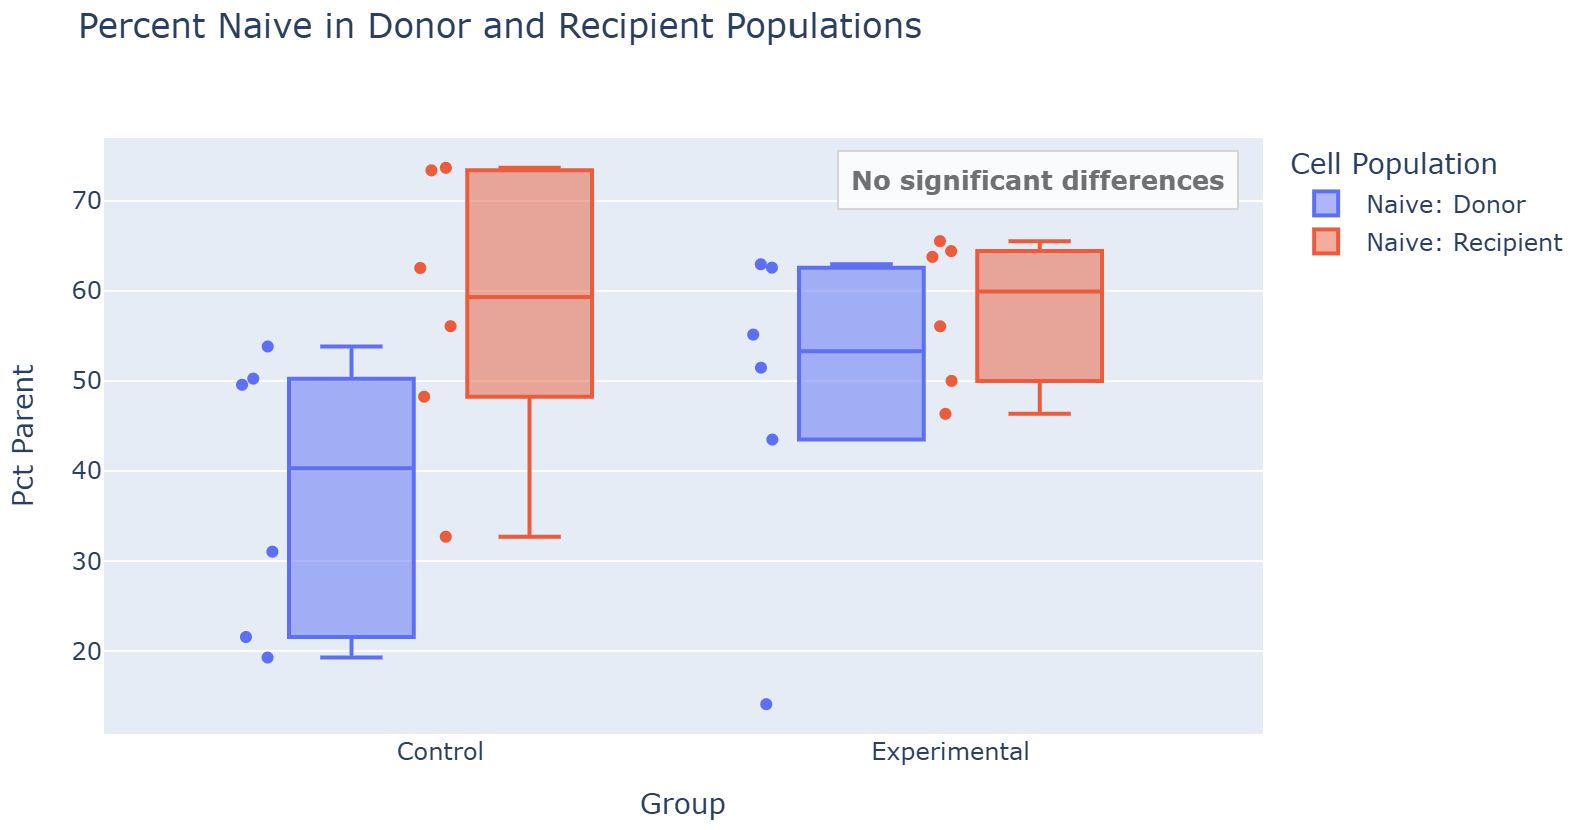 Percent Naive in Donor and Recipient Populations
No significant differences
Cell Population
Naive: Donor
Naive: Recipient
Pct Parent
70
60
50
40
30
20
Control
Experimental
Group